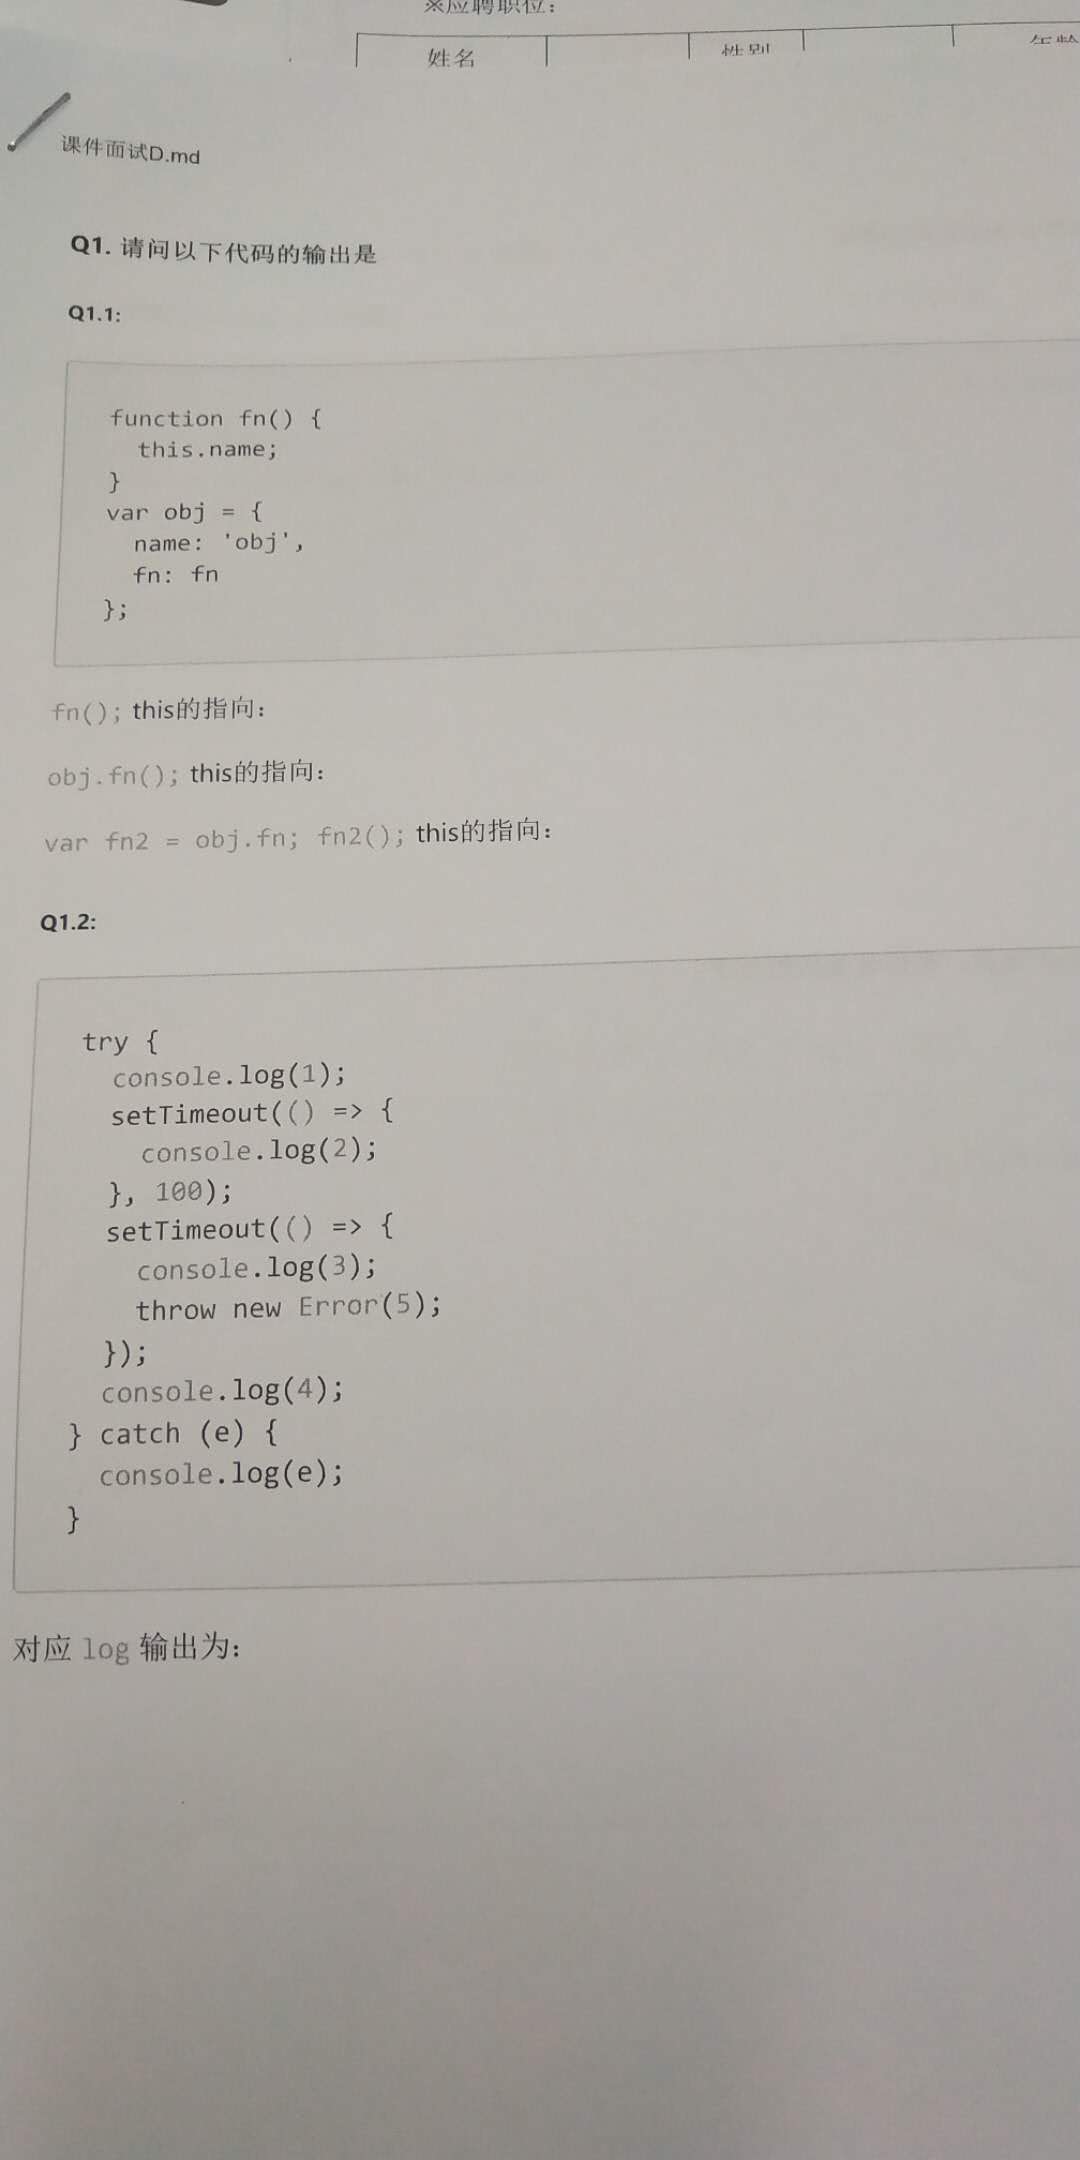 ※应聘职位：
姓名 性别 年龄
课件面试D.md
Q1. 请问以下代码的输出是
Q1.1:
function fn() {
  this.name;
}
var obj = {
  name: 'obj',
  fn: fn
};
fn(); this的指向：
obj.fn(); this的指向：
var fn2 = obj.fn; fn2(); this的指向：
Q1.2:
try {
  console.log(1);
  setTimeout(() => {
    console.log(2);
  }, 100);
  setTimeout(() => {
    console.log(3);
    throw new Error(5);
  });
  console.log(4);
} catch (e) {
  console.log(e);
}
对应 log 输出为：